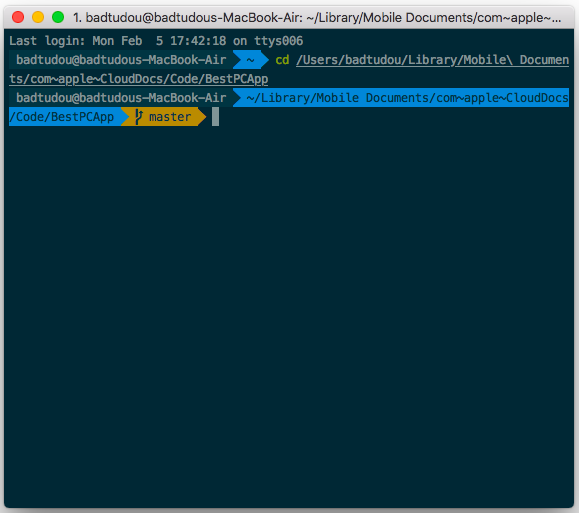 1. badtudou@badtudous-MacBook-Air: ~/Library/Mobile Documents/com~apple~...
Last login: Mon Feb  5 17:42:18 on ttys006
badtudou@badtudous-MacBook-Air ~ cd /Users/badtudou/Library/Mobile\ Documen
ts/com~apple~CloudDocs/Code/BestPCApp
badtudou@badtudous-MacBook-Air ~/Library/Mobile Documents/com~apple~CloudDocs
/Code/BestPCApp master